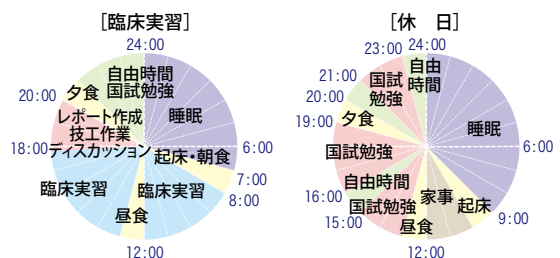 [臨床実習]
24:00
自由時間
国試勉強
睡眠
6:00
起床・朝食
7:00
8:00
臨床実習
12:00
昼食
臨床実習
18:00
ディスカッション
技工作業
レポート作成
20:00
夕食
[休 日]
24:00
自由
時間
睡眠
6:00
9:00
起床
家事
12:00
昼食
国試勉強
15:00
自由時間
16:00
国試勉強
19:00
夕食
20:00
21:00
国試
勉強
23:00